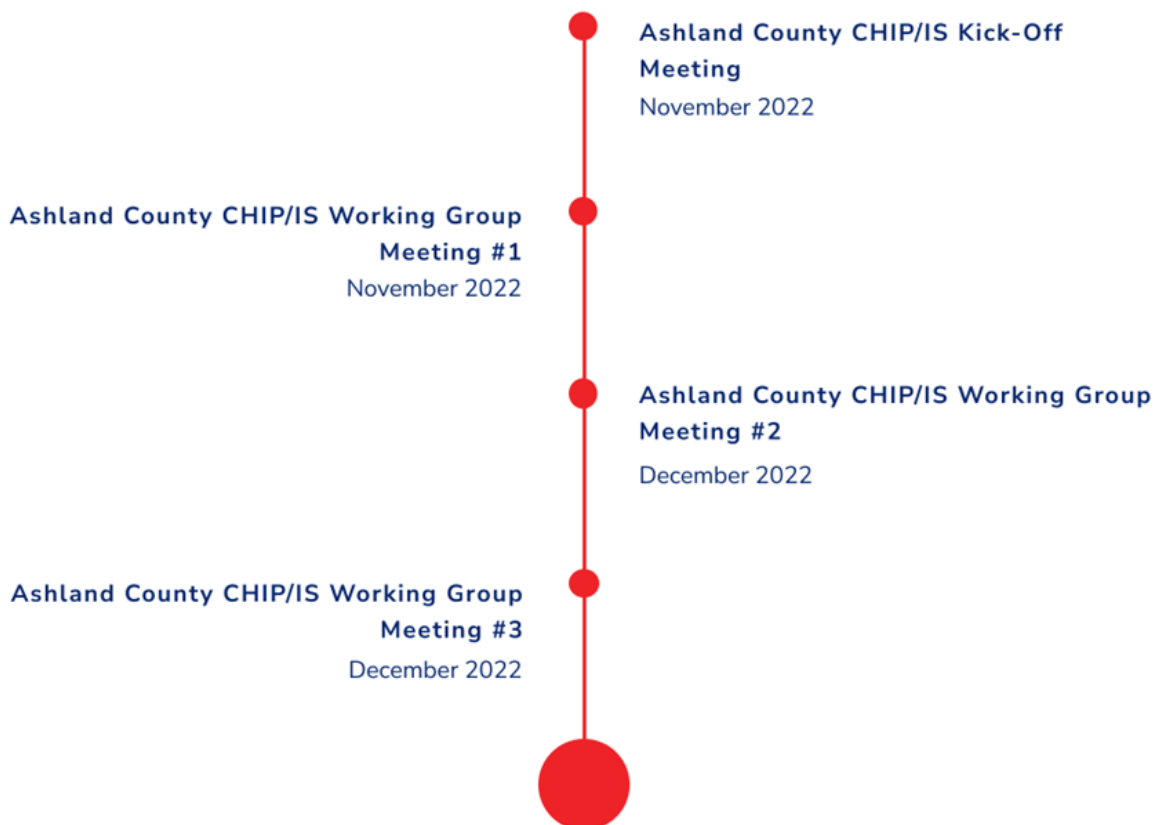 Ashland County CHIP/IS Kick-Off
Meeting
November 2022
Ashland County CHIP/IS Working Group
Meeting #1
November 2022
Ashland County CHIP/IS Working Group
Meeting #2
December 2022
Ashland County CHIP/IS Working Group
Meeting #3
December 2022